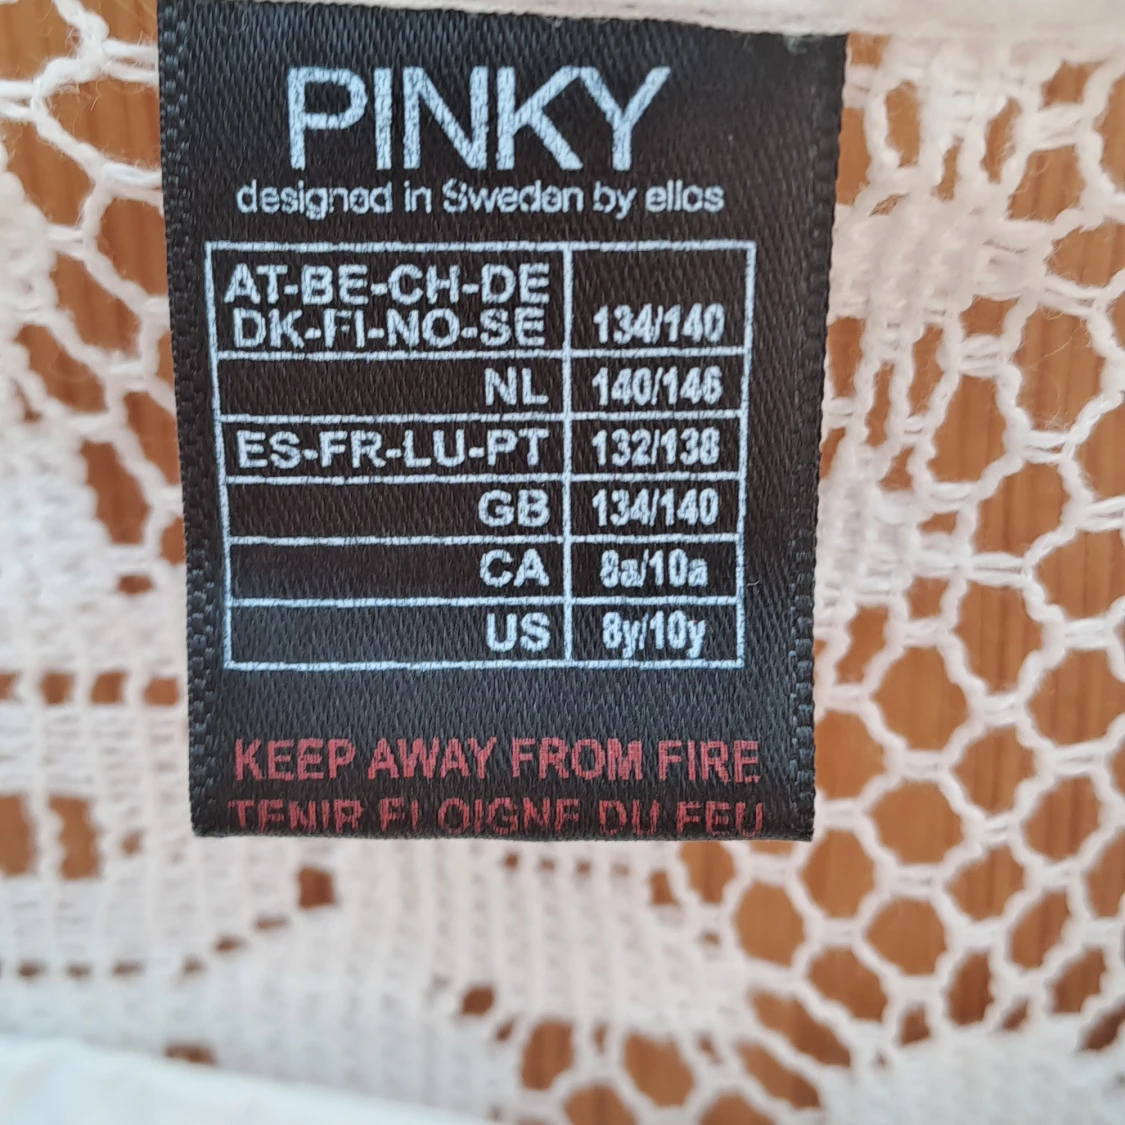 PINKY
designed in Sweden by ellos
AT-BE-CH-DE
DK-FI-NO-SE 134/140
NL 140/146
ES-FR-LU-PT 132/138
GB 134/140
CA 8a/10a
US 8y/10y
KEEP AWAY FROM FIRE
TENIR ELOIGNE DU FEU